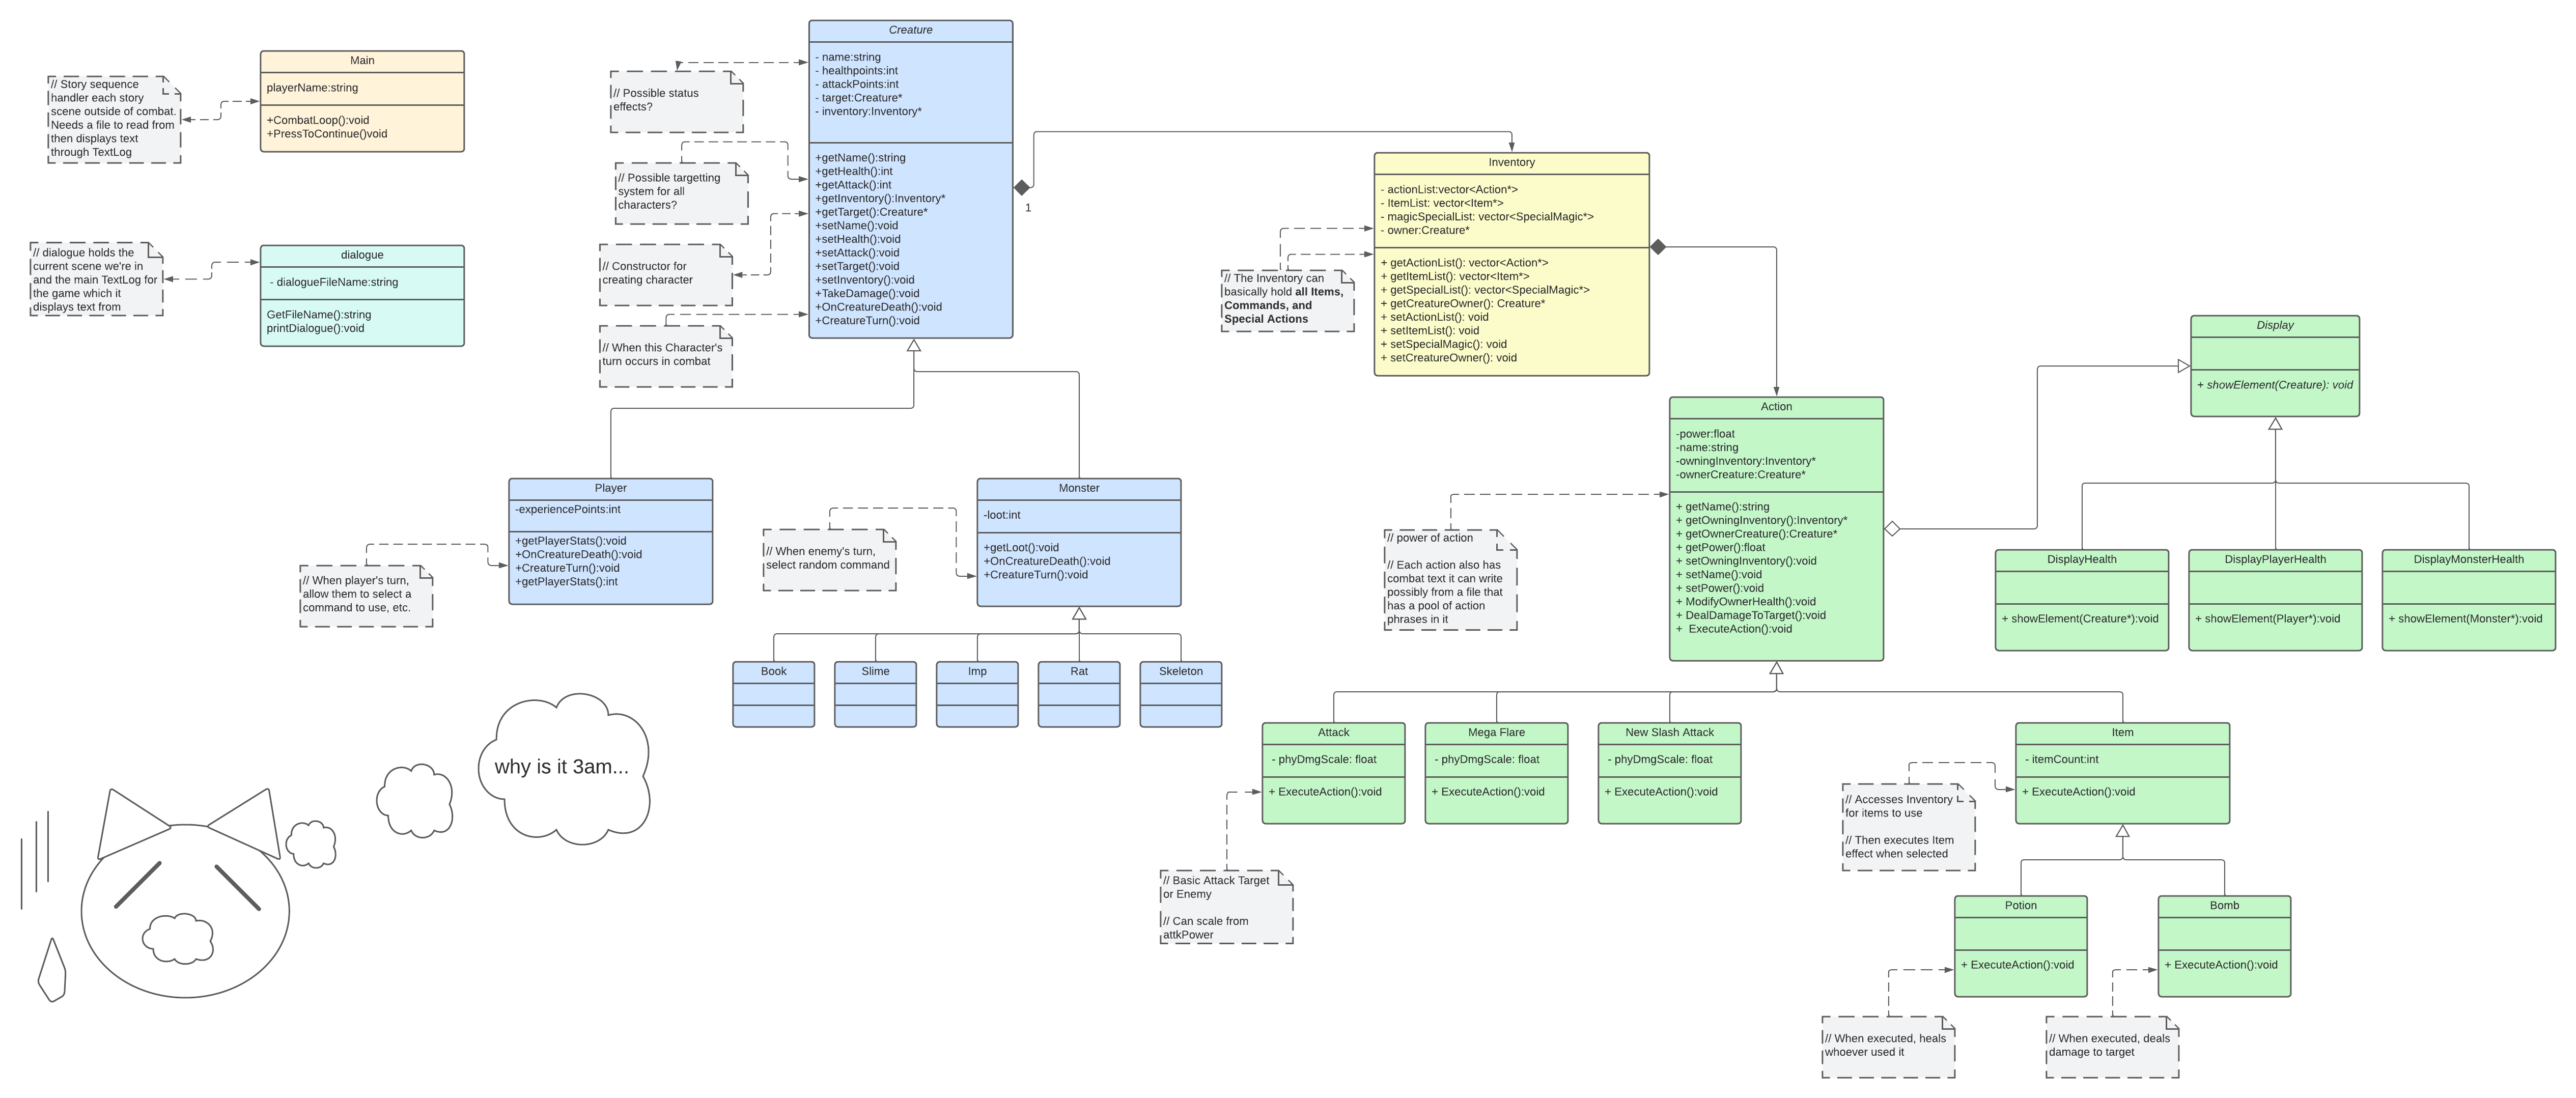 Main
playerName:string
+CombatLoop():void
+PressToContinue()void
// Story sequence
handler each story
scene outside of combat.
Needs a file to read from
then displays text
through TextLog
dialogue
- dialogueFileName:string
GetFileName():string
printDialogue():void
// dialogue holds the
current scene we're in
and the main TextLog for
the game which it
displays text from
Creature
- name:string
- healthpoints:int
- attackPoints:int
- target:Creature*
- inventory:Inventory*
+getName():string
+getHealth():int
+getAttack():int
+getInventory():Inventory*
+getTarget():Creature*
+setName():void
+setHealth():void
+setAttack():void
+setTarget():void
+setInventory():void
+TakeDamage():void
+OnCreatureDeath():void
+CreatureTurn():void
1
// Possible status
effects?
// Possible targetting
system for all
characters?
// Constructor for
creating character
// When this Character's
turn occurs in combat
Inventory
- actionList:vector<Action*>
- ItemList: vector<Item*>
- magicSpecialList: vector<SpecialMagic*>
- owner:Creature*
+ getActionList(): vector<Action*>
+ getItemList(): vector<Item*>
+ getSpecialList(): vector<SpecialMagic*>
+ getCreatureOwner(): Creature*
+ setActionList(): void
+ setItemList(): void
+ setSpecialMagic(): void
+ setCreatureOwner(): void
// The Inventory can
basically hold all Items,
Commands, and
Special Actions
Display
+ showElement(Creature): void
Action
-power:float
-name:string
-owningInventory:Inventory*
-ownerCreature:Creature*
+ getName():string
+ getOwningInventory():Inventory*
+ getOwnerCreature():Creature*
+ getPower():float
+ setOwningInventory():void
+ setName():void
+ setPower():void
+ ModifyOwnerHealth():void
+ DealDamageToTarget():void
+  ExecuteAction():void
// power of action
// Each action also has
combat text it can write
possibly from a file that
has a pool of action
phrases in it
DisplayHealth
+ showElement(Creature*):void
DisplayPlayerHealth
+ showElement(Player*):void
DisplayMonsterHealth
+ showElement(Monster*):void
Player
-experiencePoints:int
+getPlayerStats():void
+OnCreatureDeath():void
+CreatureTurn():void
+getPlayerStats():int
// When player's turn,
allow them to select a
command to use, etc.
Monster
-loot:int
+getLoot():void
+OnCreatureDeath():void
+CreatureTurn():void
// When enemy's turn,
select random command
Book
Slime
Imp
Rat
Skeleton
Attack
- phyDmgScale: float
+ ExecuteAction():void
Mega Flare
- phyDmgScale: float
+ ExecuteAction():void
New Slash Attack
- phyDmgScale: float
+ ExecuteAction():void
Item
- itemCount:int
+ ExecuteAction():void
// Accesses Inventory
for items to use
// Then executes Item
effect when selected
// Basic Attack Target
or Enemy
// Can scale from
attkPower
Potion
+ ExecuteAction():void
Bomb
+ ExecuteAction():void
// When executed, heals
whoever used it
// When executed, deals
damage to target
why is it 3am...